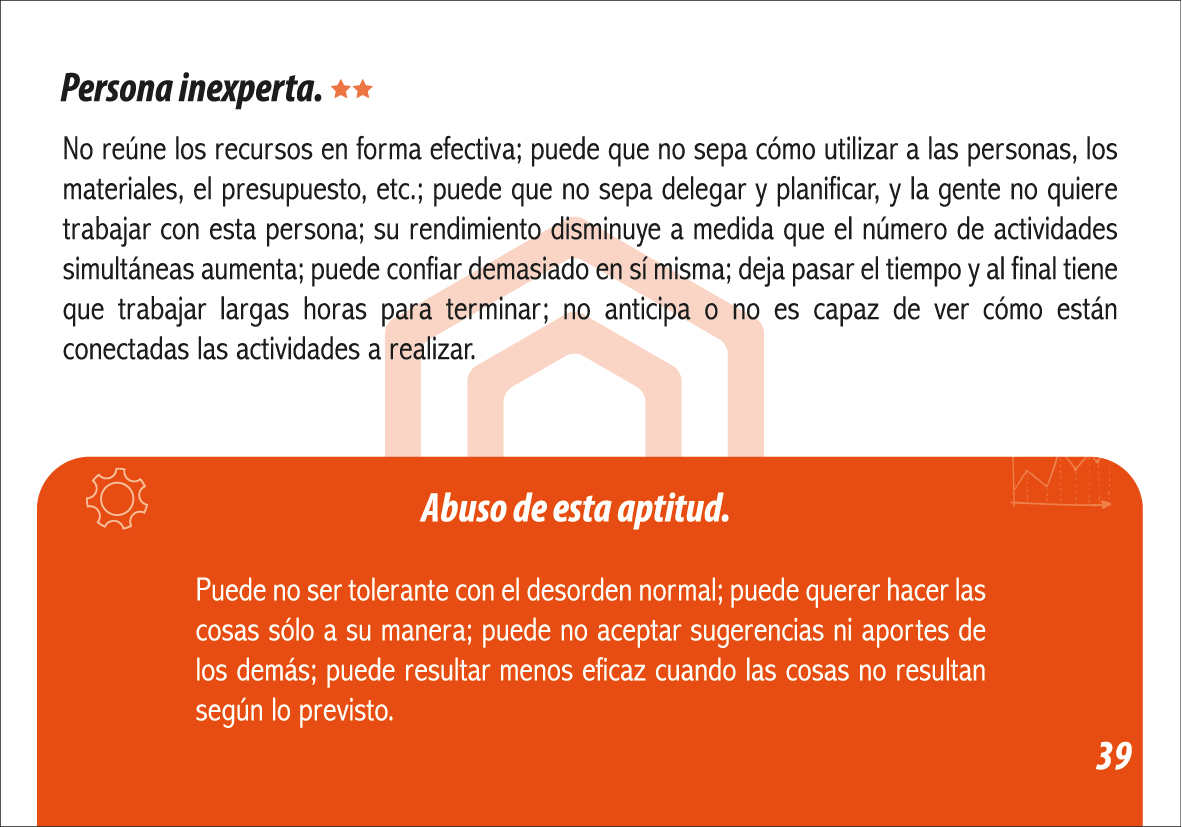 Persona inexperta.
No reúne los recursos en forma efectiva; puede que no sepa cómo utilizar a las personas, los
materiales, el presupuesto, etc.; puede que no sepa delegar y planificar, y la gente no quiere
trabajar con esta persona; su rendimiento disminuye a medida que el número de actividades
simultáneas aumenta; puede confiar demasiado en sí misma; deja pasar el tiempo y al final tiene
que trabajar largas horas para terminar; no anticipa o no es capaz de ver cómo están
conectadas las actividades a realizar.
Abuso de esta aptitud.
Puede no ser tolerante con el desorden normal; puede querer hacer las
cosas sólo a su manera; puede no aceptar sugerencias ni aportes de
los demás; puede resultar menos eficaz cuando las cosas no resultan
según lo previsto.
39